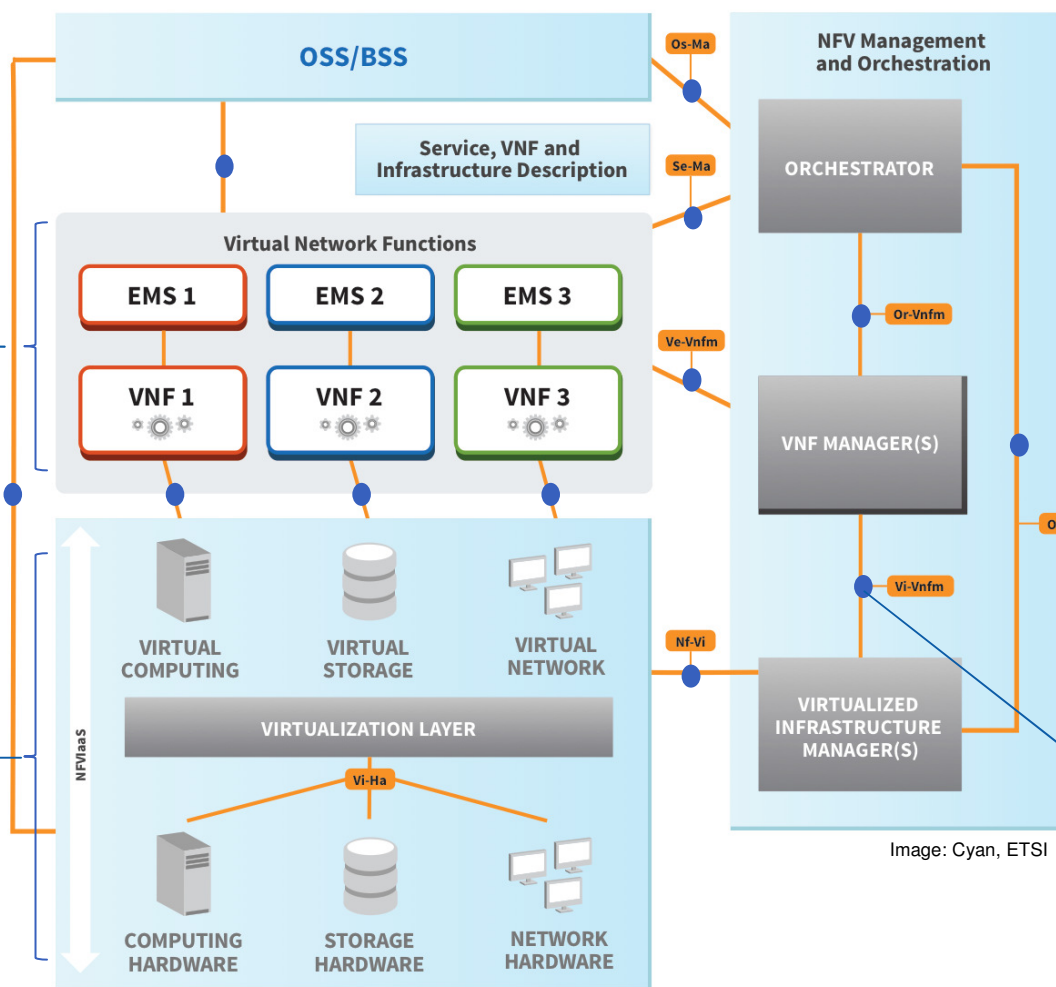 OSS/BSS
Os-Ma
NFV Management
and Orchestration
Service, VNF and
Infrastructure Description
Se-Ma
ORCHESTRATOR
Virtual Network Functions
EMS 1
EMS 2
EMS 3
Or-Vnfm
Ve-Vnfm
VNF 1
VNF 2
VNF 3
VNF MANAGER(S)
Vi-Vnfm
VIRTUAL
COMPUTING
VIRTUAL
STORAGE
VIRTUAL
NETWORK
Nf-Vi
VIRTUALIZED
INFRASTRUCTURE
MANAGER(S)
NFVIaaS
VIRTUALIZATION LAYER
Vi-Ha
Image: Cyan, ETSI
COMPUTING
HARDWARE
STORAGE
HARDWARE
NETWORK
HARDWARE